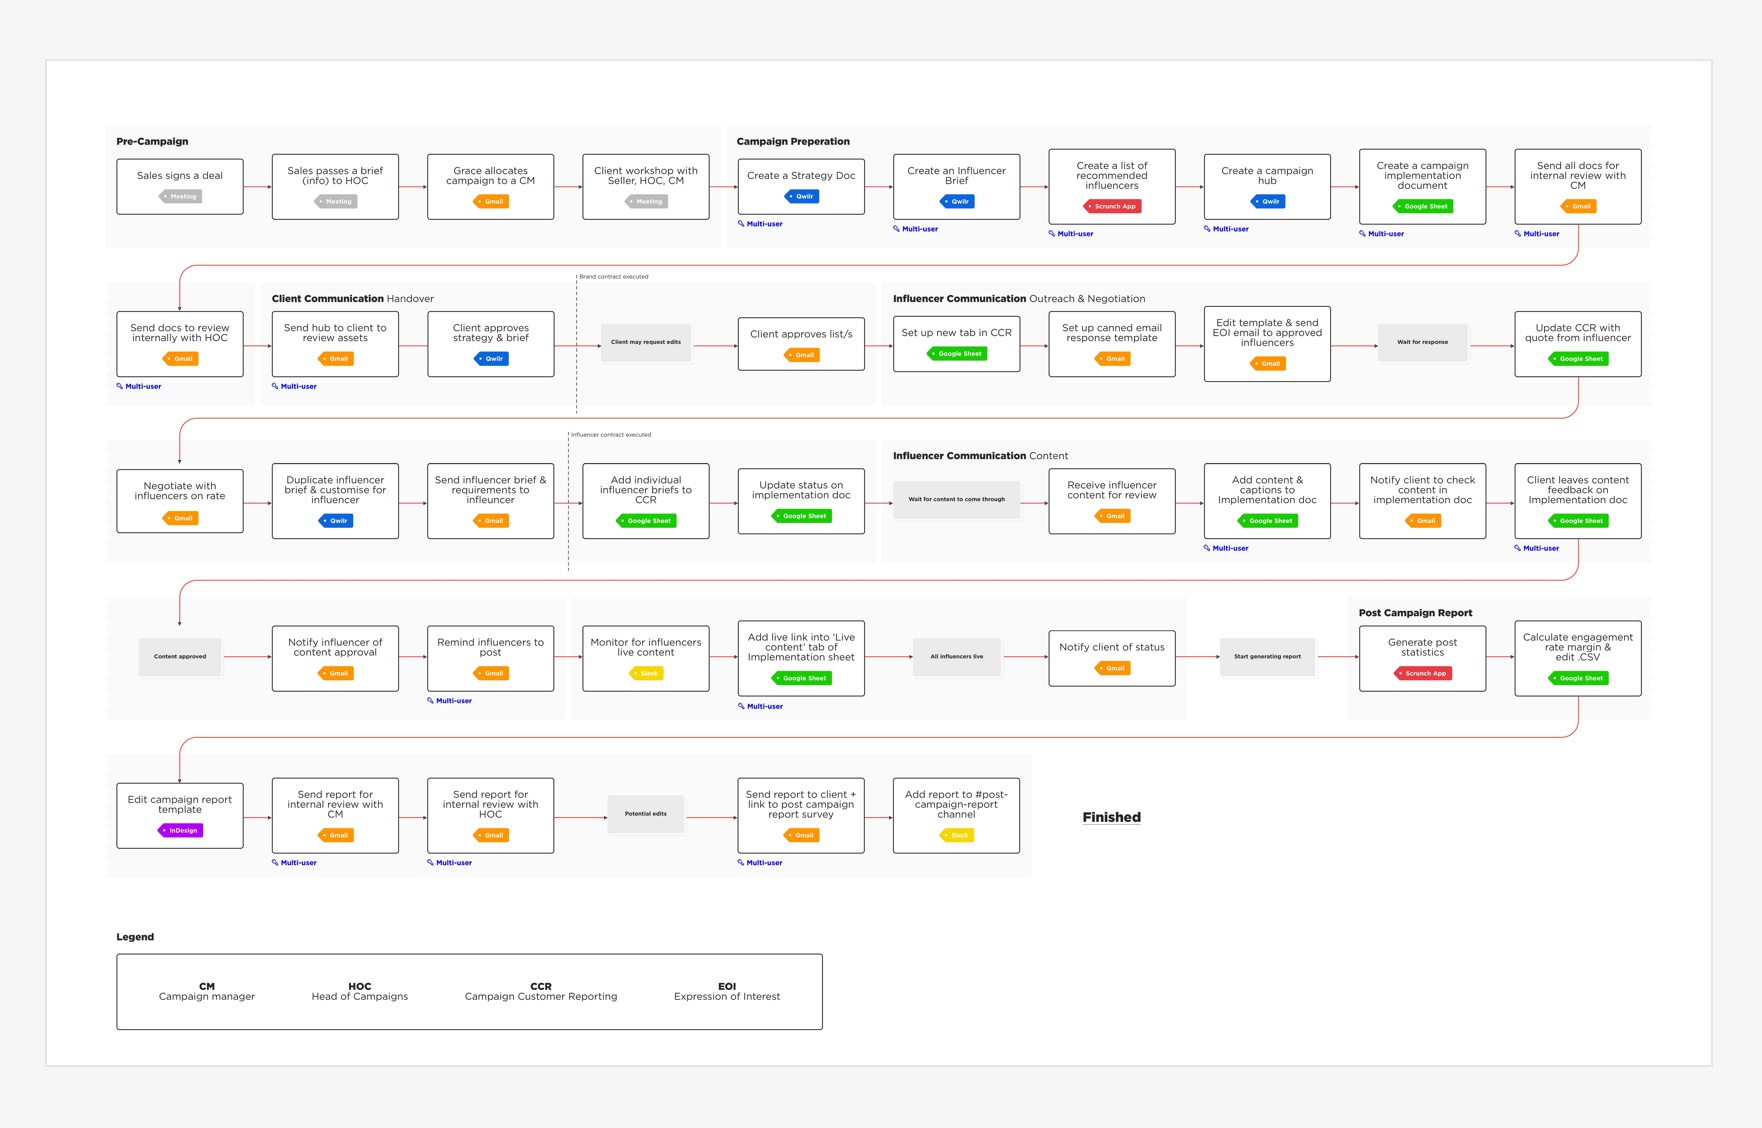 Pre-Campaign
Sales signs a deal
Meeting
Sales passes a brief
(info) to HOC
Meeting
Grace allocates
campaign to a CM
Gmail
Client workshop with
Seller, HOC, CM
Meeting
Campaign Preperation
Create a Strategy Doc
Qwilr
Multi-user
Create an Influencer
Brief
Qwilr
Multi-user
Create a list of
recommended
influencers
Scrunch App
Multi-user
Create a campaign
hub
Qwilr
Multi-user
Create a campaign
implementation
document
Google Sheet
Multi-user
Send all docs for
internal review with
CM
Gmail
Multi-user
Send docs to review
internally with HOC
Gmail
Multi-user
Client Communication Handover
Send hub to client to
review assets
Gmail
Multi-user
Client approves
strategy & brief
Qwilr
Brand contract executed
Client may request edits
Client approves list/s
Gmail
Influencer Communication Outreach & Negotiation
Set up new tab in CCR
Google Sheet
Set up canned email
response template
Gmail
Edit template & send
EOI email to approved
influencers
Gmail
Wait for response
Update CCR with
quote from influencer
Google Sheet
Negotiate with
influencers on rate
Gmail
Duplicate influencer
brief & customise for
influencer
Qwilr
Send influencer brief &
requirements to
infleuncer
Gmail
Influencer contract executed
Add individual
influencer briefs to
CCR
Google Sheet
Update status on
implementation doc
Google Sheet
Influencer Communication Content
Wait for content to come through
Receive influencer
content for review
Gmail
Add content &
captions to
Implementation doc
Google Sheet
Multi-user
Notify client to check
content in
implementation doc
Gmail
Client leaves content
feedback on
Implementation doc
Google Sheet
Multi-user
Content approved
Notify influencer of
content approval
Gmail
Remind influencers to
post
Gmail
Multi-user
Monitor for influencers
live content
Slack
Add live link into ‘Live
content’ tab of
Implementation sheet
Google Sheet
Multi-user
All influencers live
Notify client of status
Gmail
Start generating report
Post Campaign Report
Generate post
statistics
Scrunch App
Calculate engagement
rate margin &
edit .CSV
Google Sheet
Edit campaign report
template
InDesign
Send report for
internal review with
CM
Gmail
Multi-user
Send report for
internal review with
HOC
Gmail
Multi-user
Potential edits
Send report to client +
link to post campaign
report survey
Gmail
Multi-user
Add report to #post-
campaign-report
channel
Slack
Finished
Legend
CM
Campaign manager
HOC
Head of Campaigns
CCR
Campaign Customer Reporting
EOI
Expression of Interest